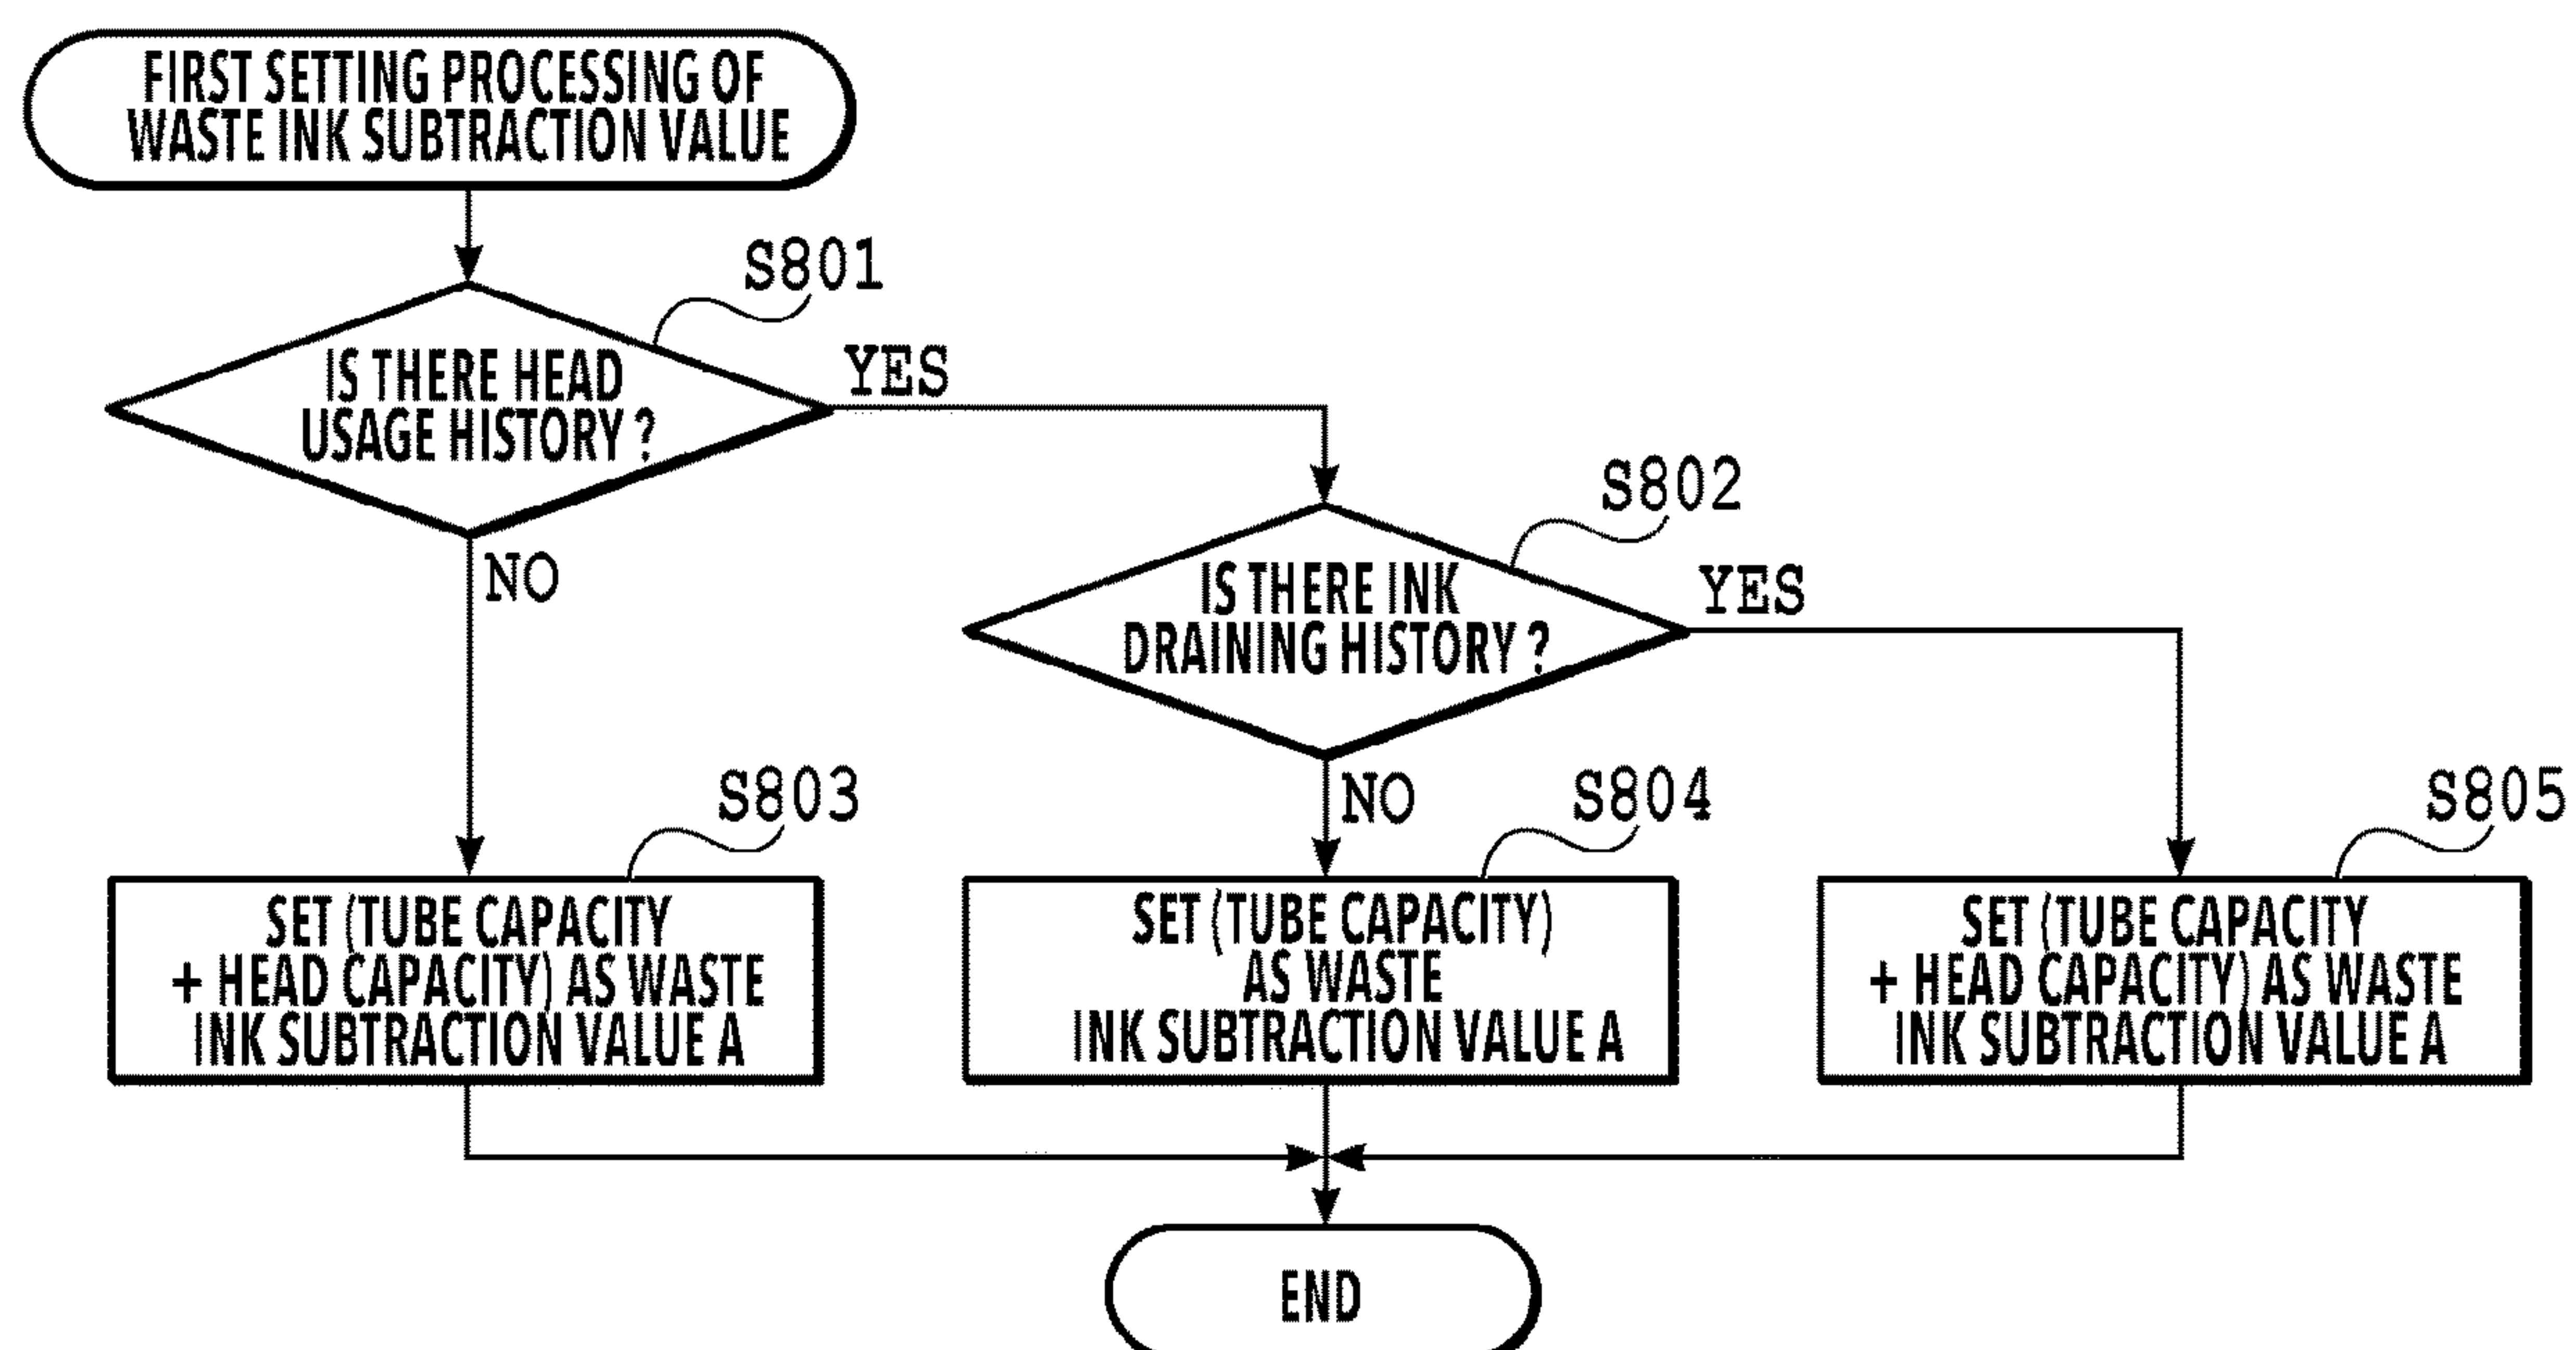 FIRST SETTING PROCESSING OF
WASTE INK SUBTRACTION VALUE
S801
IS THERE HEAD
USAGE HISTORY ?
YES
NO
S802
IS THERE INK
DRAINING HISTORY ?
YES
NO
S803
SET (TUBE CAPACITY
+ HEAD CAPACITY) AS WASTE
INK SUBTRACTION VALUE A
S804
SET (TUBE CAPACITY)
AS WASTE
INK SUBTRACTION VALUE A
S805
SET (TUBE CAPACITY
+ HEAD CAPACITY) AS WASTE
INK SUBTRACTION VALUE A
END